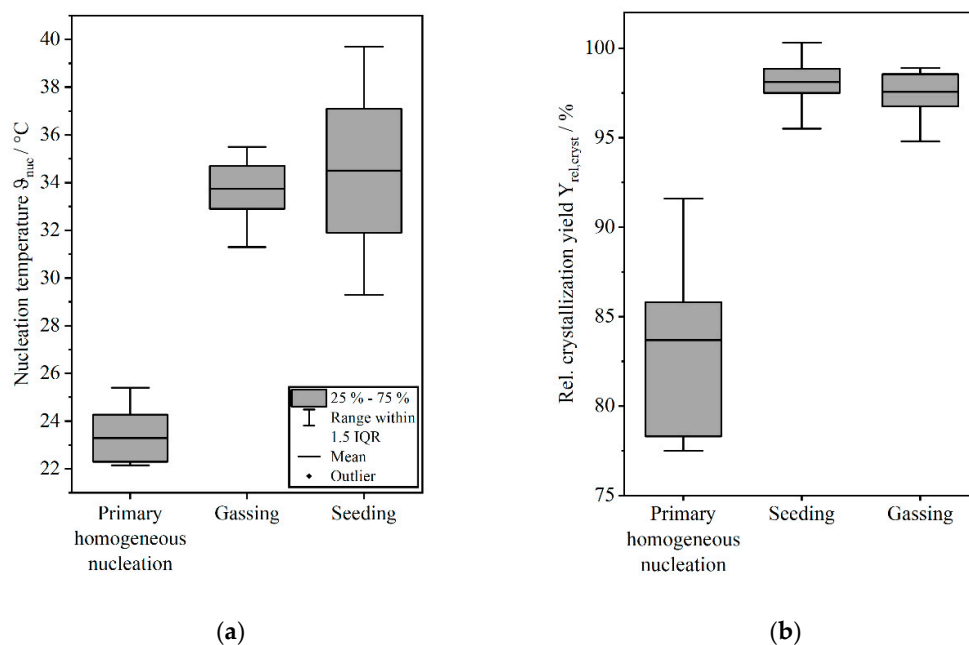 40
38
36
34
32
30
28
26
24
22
Nucleation temperature ϑnuc / °C
25 % - 75 %
Range within
1.5 IQR
Mean
Outlier
Primary
homogeneous
nucleation
Gassing
Seeding
(a)
100
95
90
85
80
75
Rel. crystallization yield Yrel,cryst / %
Primary
homogeneous
nucleation
Seeding
Gassing
(b)